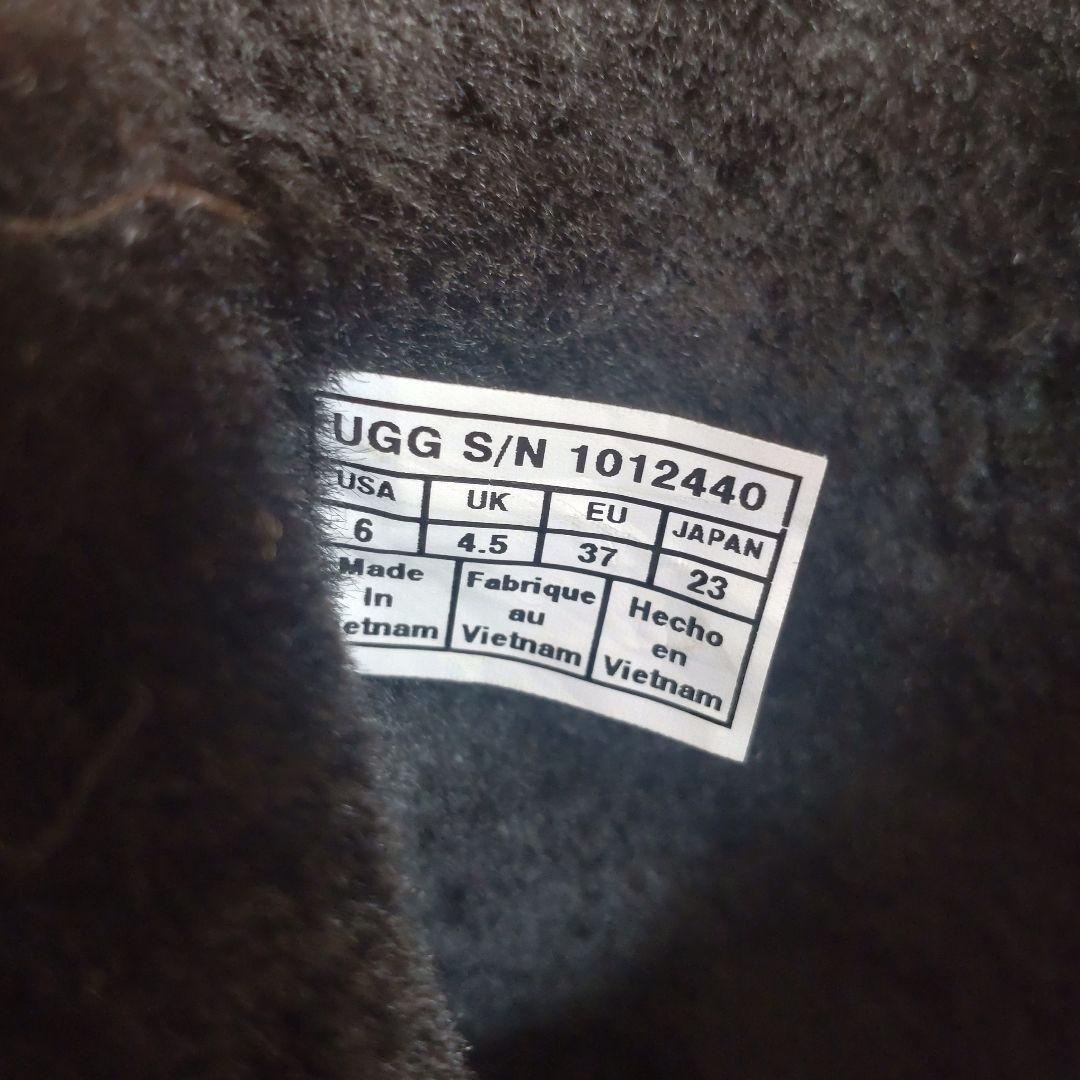 UGG S/N 1012440
USA UK EU JAPAN
6 4.5 37 23
Made In etnam
Fabrique au Vietnam
Hecho en Vietnam